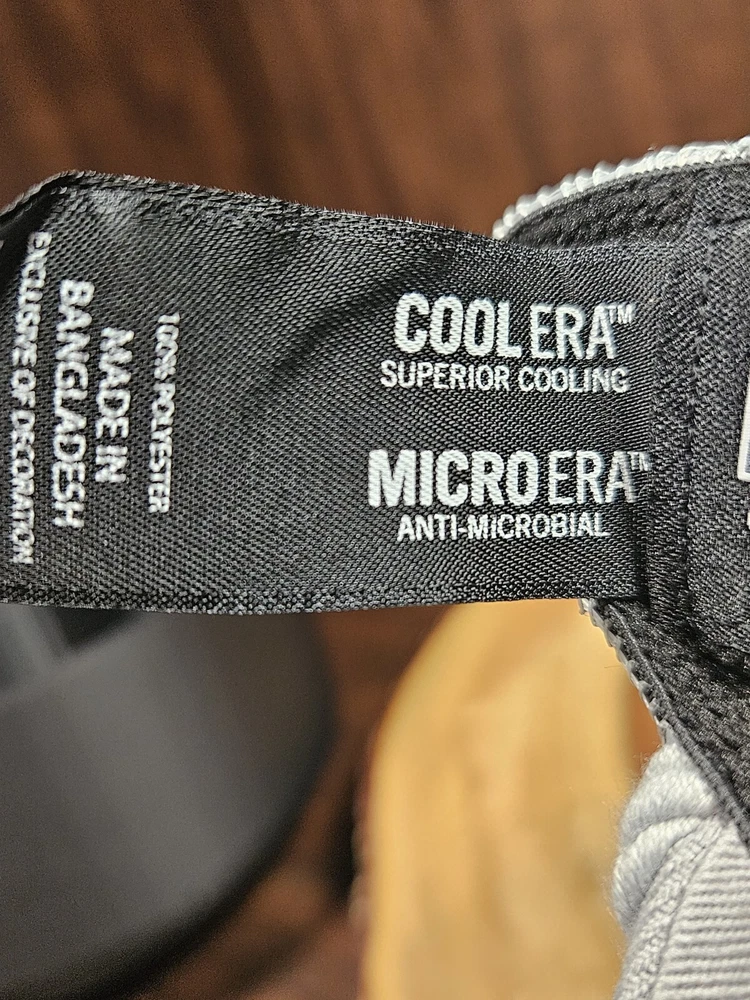 COOLERA™
SUPERIOR COOLING
MICROERA™
ANTI-MICROBIAL
100% POLYESTER
MADE IN
BANGLADESH
EXCLUSIVE OF DECORATION